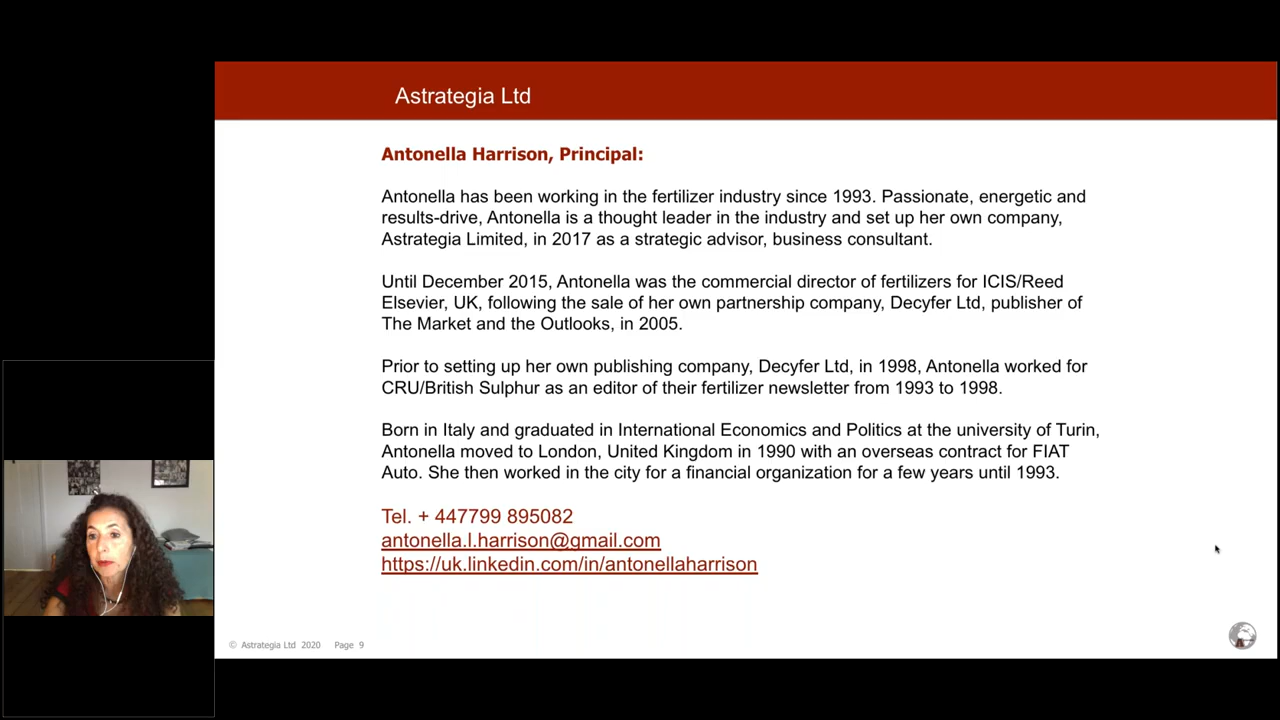 Astrategia Ltd
Antonella Harrison, Principal:
Antonella has been working in the fertilizer industry since 1993. Passionate, energetic and
results-drive, Antonella is a thought leader in the industry and set up her own company,
Astrategia Limited, in 2017 as a strategic advisor, business consultant.
Until December 2015, Antonella was the commercial director of fertilizers for ICIS/Reed
Elsevier, UK, following the sale of her own partnership company, Decyfer Ltd, publisher of
The Market and the Outlooks, in 2005.
Prior to setting up her own publishing company, Decyfer Ltd, in 1998, Antonella worked for
CRU/British Sulphur as an editor of their fertilizer newsletter from 1993 to 1998.
Born in Italy and graduated in International Economics and Politics at the university of Turin,
Antonella moved to London, United Kingdom in 1990 with an overseas contract for FIAT
Auto. She then worked in the city for a financial organization for a few years until 1993.
Tel. + 447799 895082
antonella.l.harrison@gmail.com
https://uk.linkedin.com/in/antonellaharrison
© Astrategia Ltd 2020 Page 9